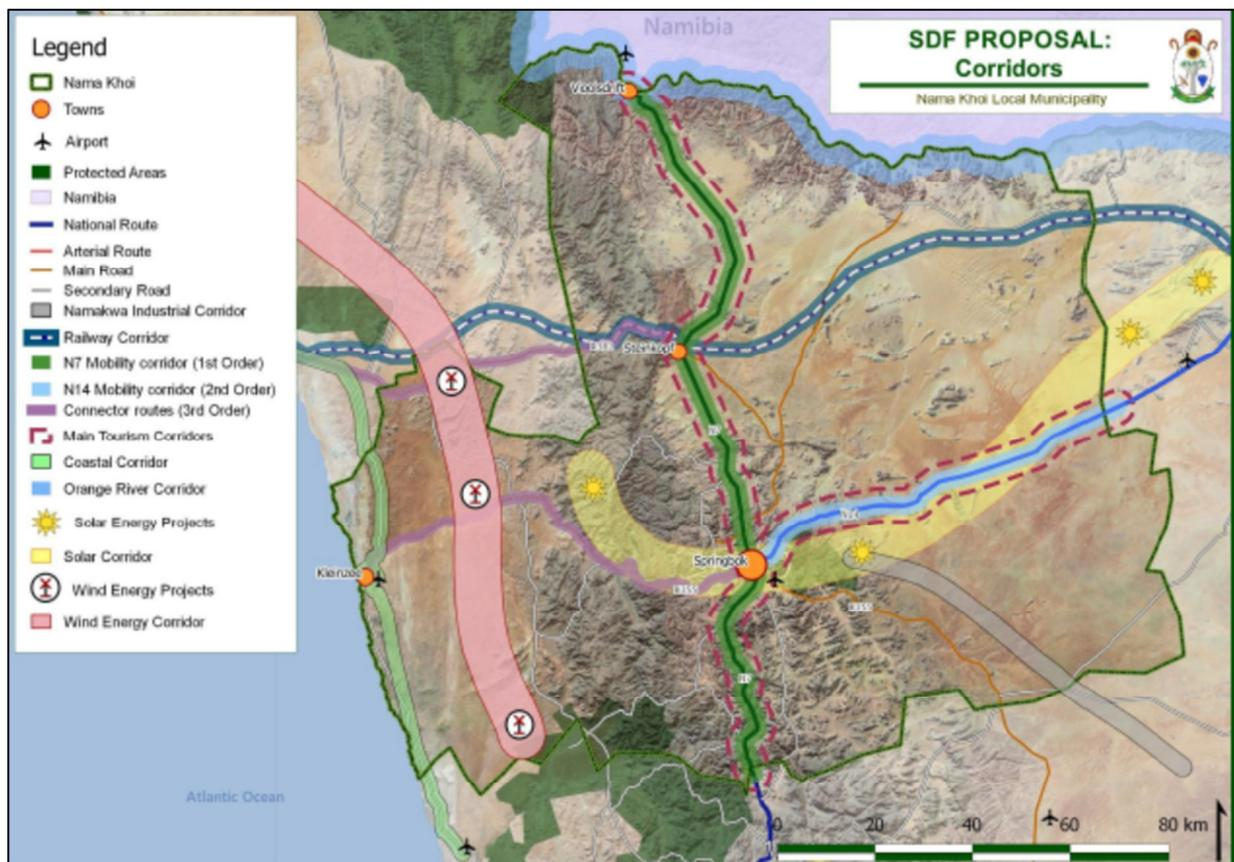 Legend
Nama Khoi
Towns
Airport
Protected Areas
Namibia
National Route
Arterial Route
Main Road
Secondary Road
Namakwa Industrial Corridor
Railway Corridor
N7 Mobility corridor (1st Order)
N14 Mobility corridor (2nd Order)
Connector routes (3rd Order)
Main Tourism Corridors
Coastal Corridor
Orange River Corridor
Solar Energy Projects
Solar Corridor
Wind Energy Projects
Wind Energy Corridor
Namibia
SDF PROPOSAL:
Corridors
Nama Khoi Local Municipality
Vioolsdrift
Steinkopf
N7
N14
Springbok
Kleinzee
R355
R355
N7
Atlantic Ocean
0 20 40 60 80 km